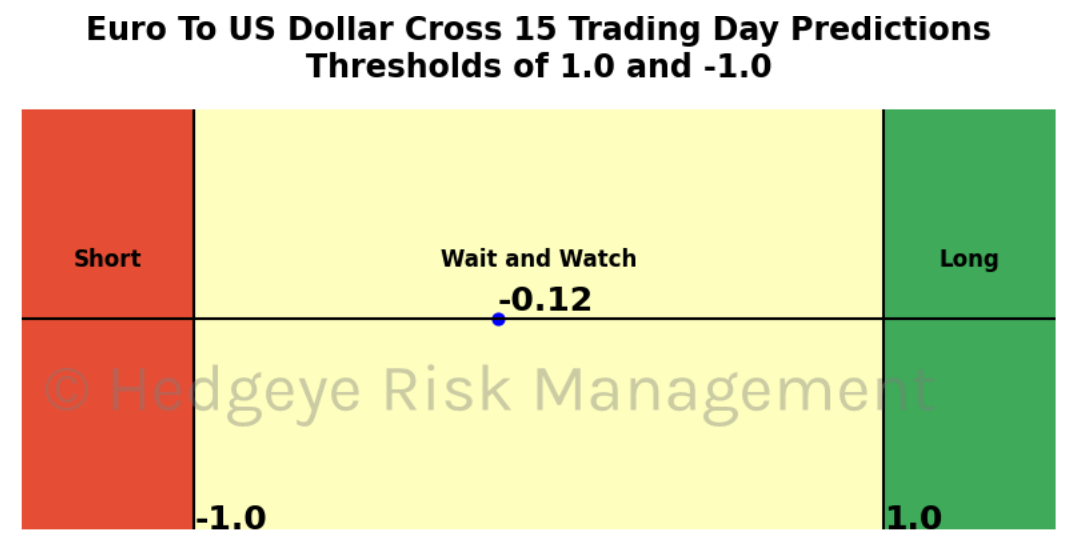 Euro To US Dollar Cross 15 Trading Day Predictions
Thresholds of 1.0 and -1.0
Short
Wait and Watch
Long
-0.12
© Hedgeye Risk Management
-1.0
1.0